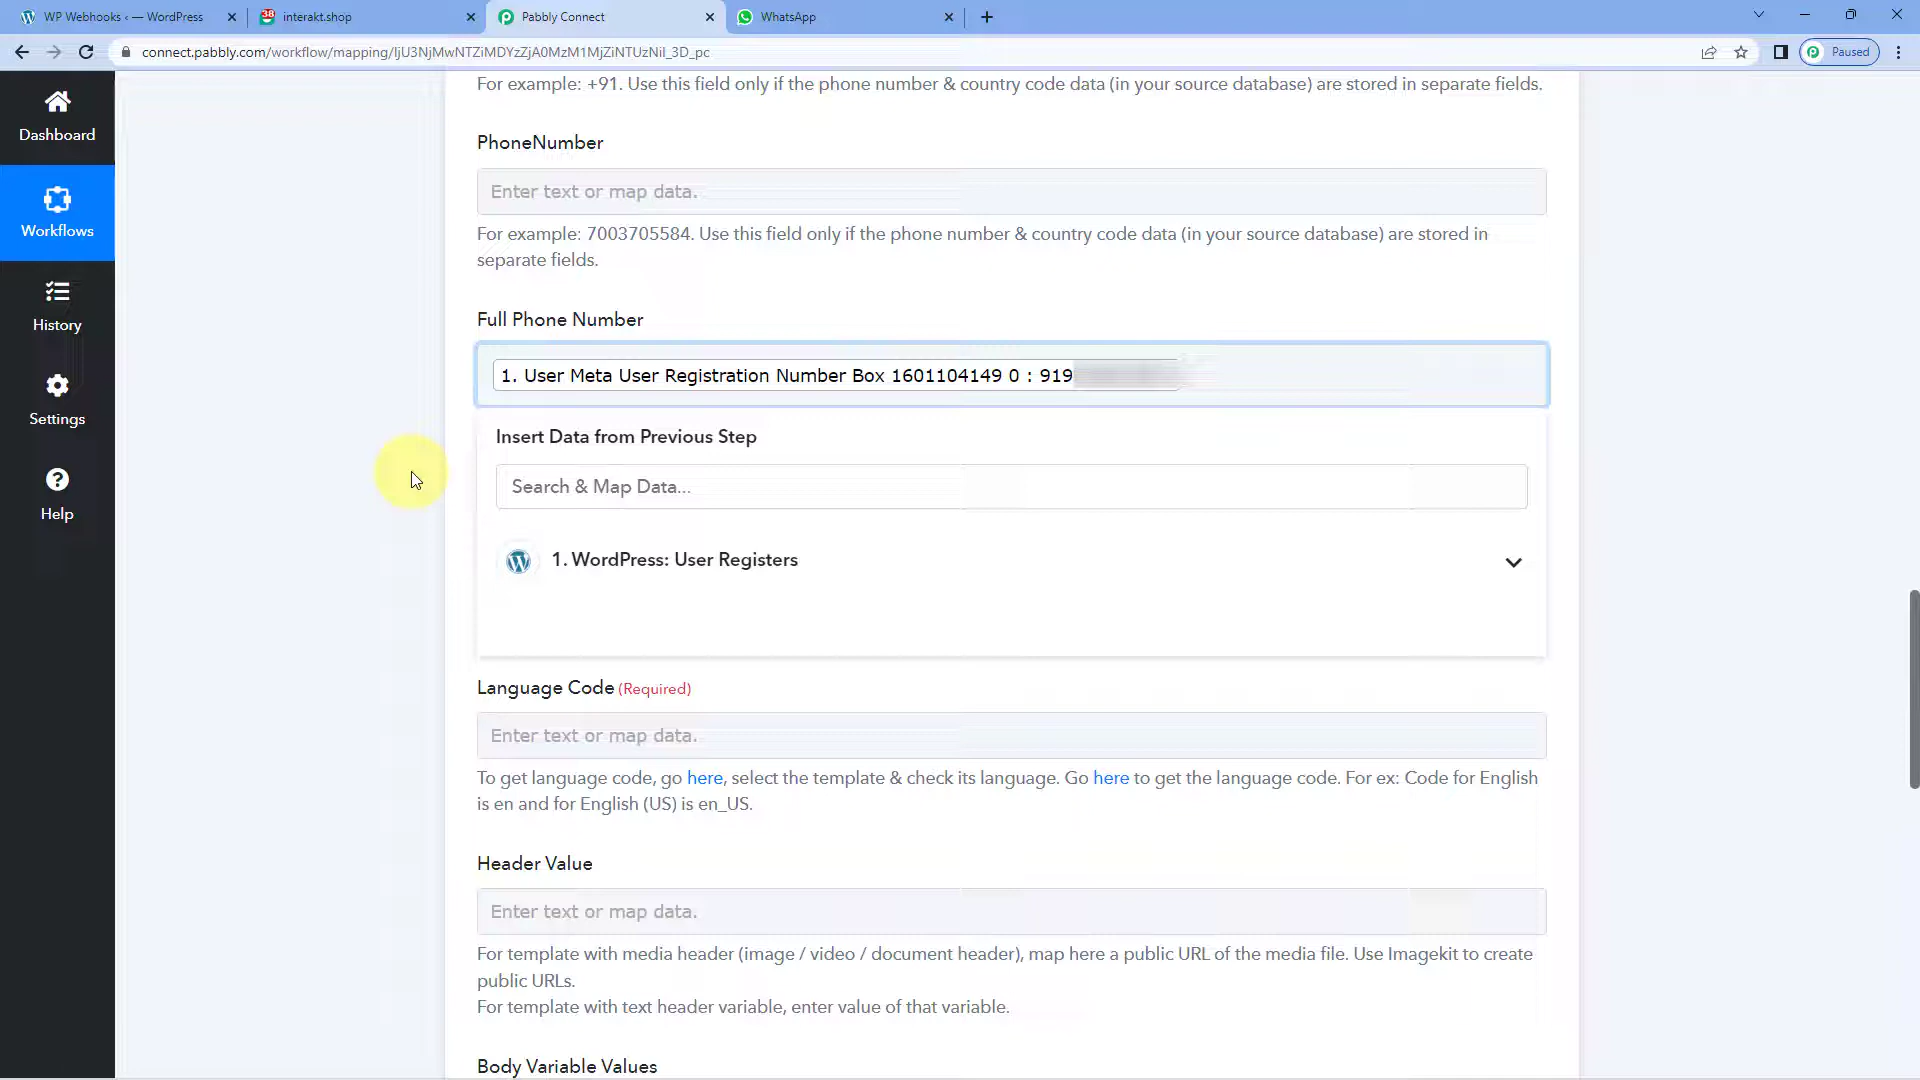 WP Webhooks ‹ — WordPress
38
interakt.shop
Pabbly Connect
WhatsApp
connect.pabbly.com/workflow/mapping/IjU3NjMwNTZiMDYzZjA0MzM1MjZiNTUzNiI_3D_pc
Paused
Dashboard
Workflows
History
Settings
Help
For example: +91. Use this field only if the phone number & country code data (in your source database) are stored in separate fields.
PhoneNumber
Enter text or map data.
For example: 7003705584. Use this field only if the phone number & country code data (in your source database) are stored in
separate fields.
Full Phone Number
1. User Meta User Registration Number Box 1601104149 0 : 919
Insert Data from Previous Step
Search & Map Data...
1. WordPress: User Registers
Language Code (Required)
Enter text or map data.
To get language code, go here, select the template & check its language. Go here to get the language code. For ex: Code for English
is en and for English (US) is en_US.
Header Value
Enter text or map data.
For template with media header (image / video / document header), map here a public URL of the media file. Use Imagekit to create
public URLs.
For template with text header variable, enter value of that variable.
Body Variable Values